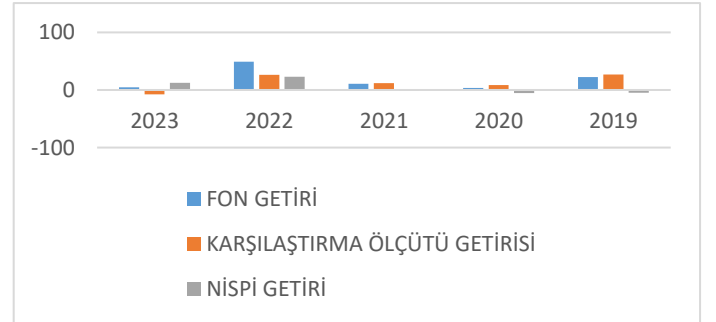 100
0
2023 2022 2021 2020 2019
-100
FON GETİRİ
KARŞILAŞTIRMA ÖLÇÜTÜ GETİRİSİ
NİSPİ GETİRİ